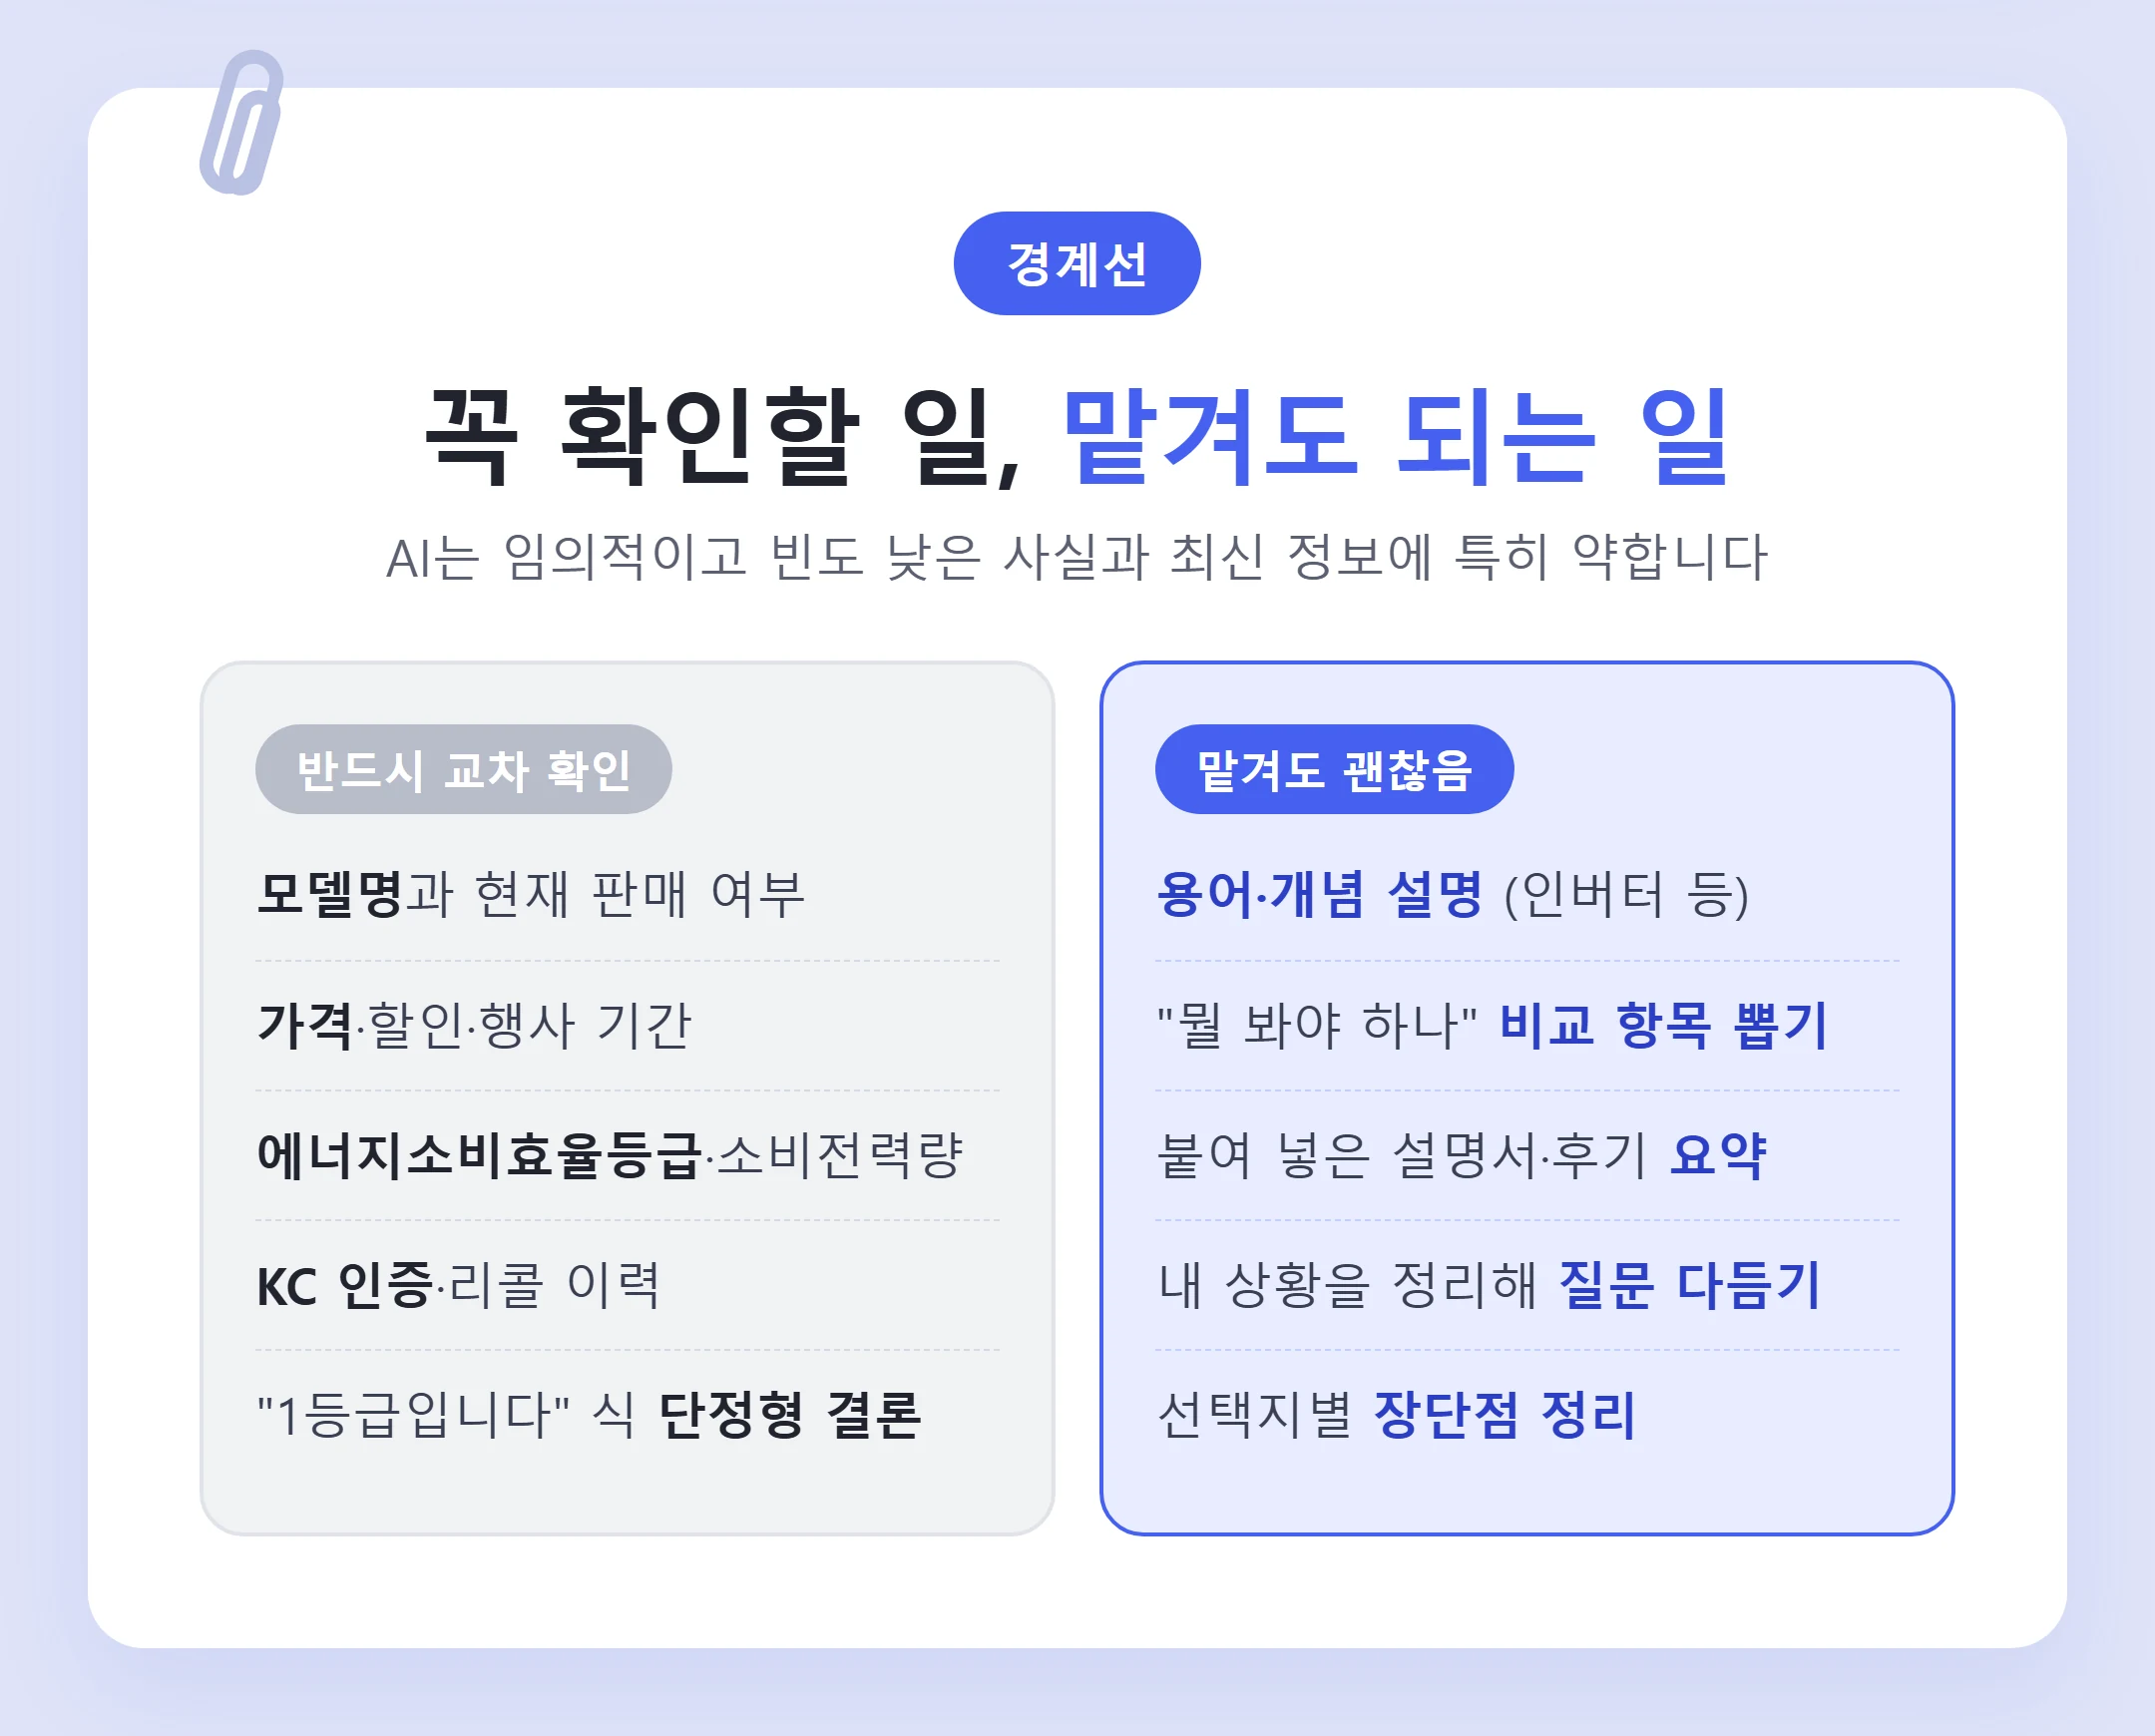 경계선
꼭 확인할 일, 맡겨도 되는 일
AI는 임의적이고 빈도 낮은 사실과 최신 정보에 특히 약합니다
반드시 교차 확인
모델명과 현재 판매 여부
가격·할인·행사 기간
에너지소비효율등급·소비전력량
KC 인증·리콜 이력
"1등급입니다" 식 단정형 결론
맡겨도 괜찮음
용어·개념 설명 (인버터 등)
"뭘 봐야 하나" 비교 항목 뽑기
붙여 넣은 설명서·후기 요약
내 상황을 정리해 질문 다듬기
선택지별 장단점 정리